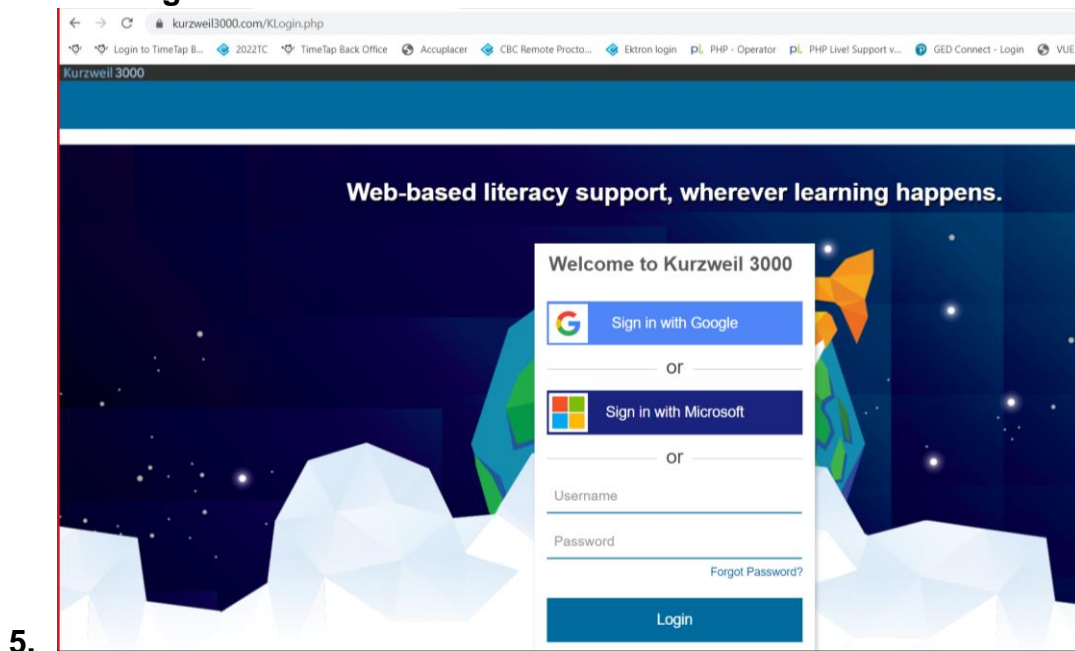 kurzweil3000.com/KLogin.php
Login to TimeTap B... 2022TC TimeTap Back Office Accuplacer CBC Remote Procto... Ektron login pL PHP - Operator pL PHP Live! Support v... GED Connect - Login VUE
Kurzweil 3000
Web-based literacy support, wherever learning happens.
Welcome to Kurzweil 3000
Sign in with Google
or
Sign in with Microsoft
or
Username
Password
Forgot Password?
Login
5.